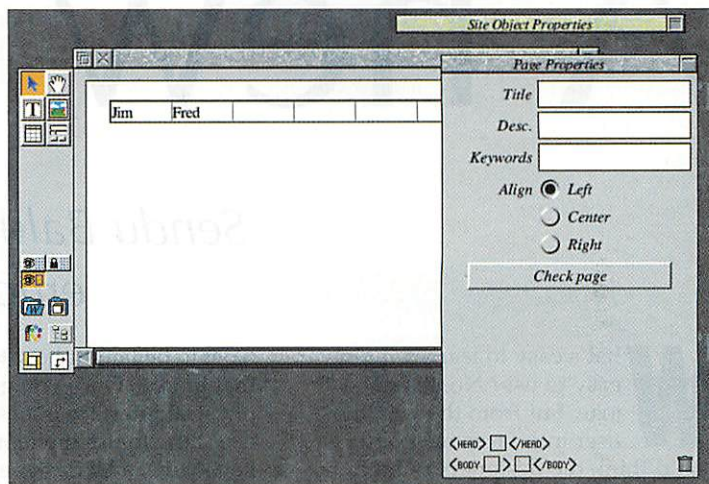 Site Object Properties
Page Properties
Jim Fred
Title
Desc.
Keywords
Align Left
Center
Right
Check page
<HEAD> </HEAD>
<BODY > </BODY>
T
W